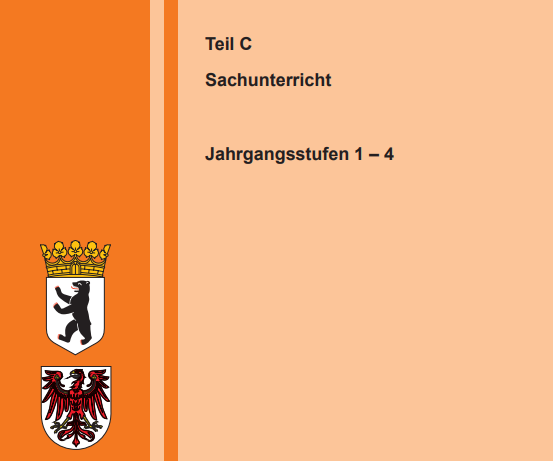 Teil C
Sachunterricht
Jahrgangsstufen 1 – 4